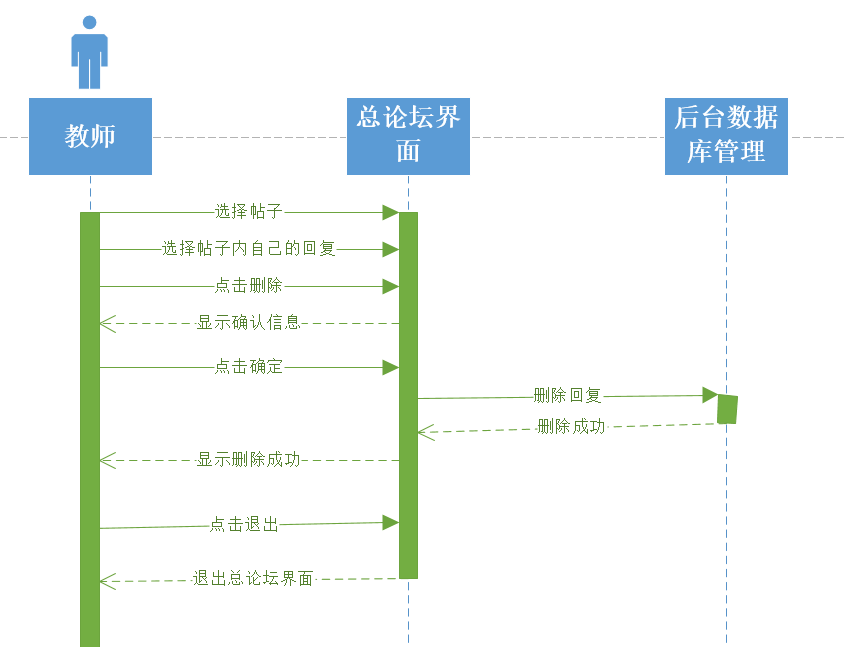 教师
总论坛界
面
后台数据
库管理
选择帖子
选择帖子内自己的回复
点击删除
显示确认信息
点击确定
删除回复
删除成功
显示删除成功
点击退出
退出总论坛界面